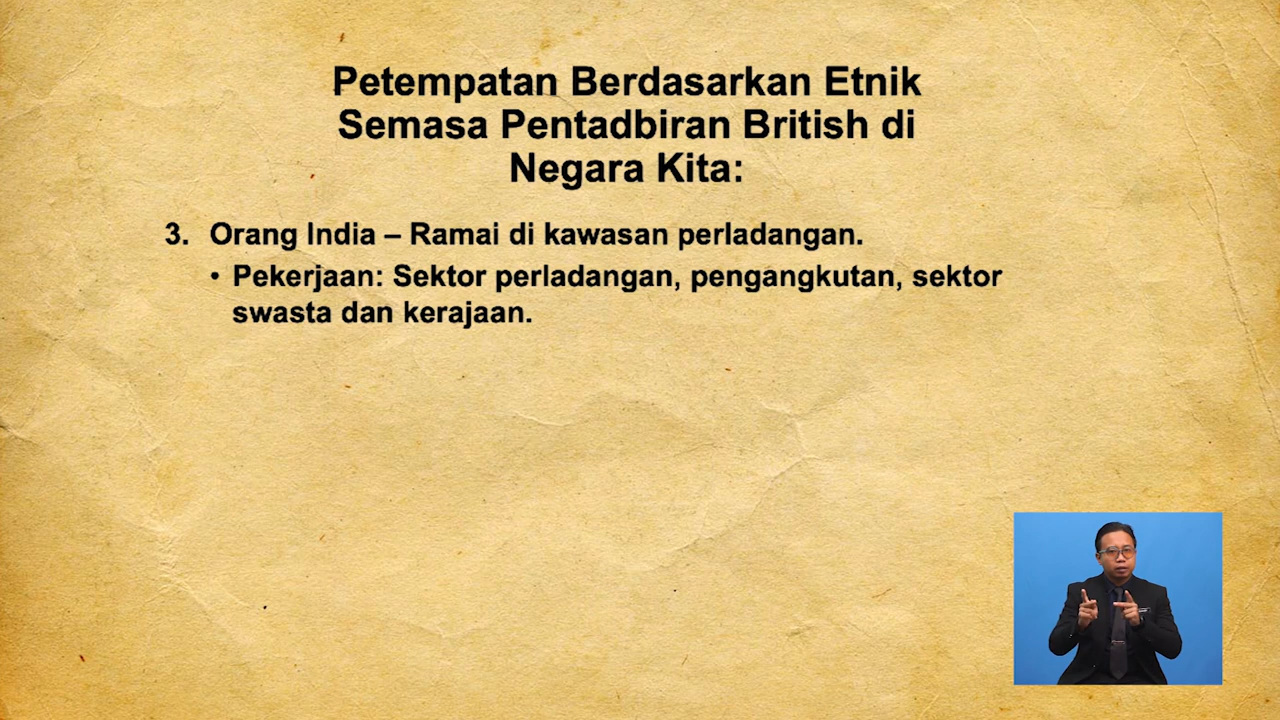 Petempatan Berdasarkan Etnik
Semasa Pentadbiran British di
Negara Kita:
3. Orang India – Ramai di kawasan perladangan.
• Pekerjaan: Sektor perladangan, pengangkutan, sektor
swasta dan kerajaan.